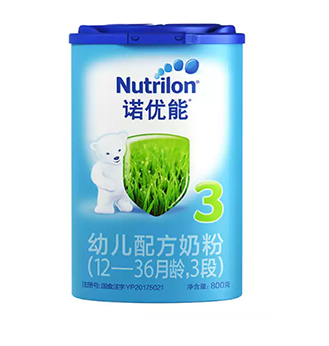 Nutrilon®
诺优能®
3
幼儿配方奶粉
(12—36月龄,3段)
注册号: 国食注字YP20175021 净含量: 800克